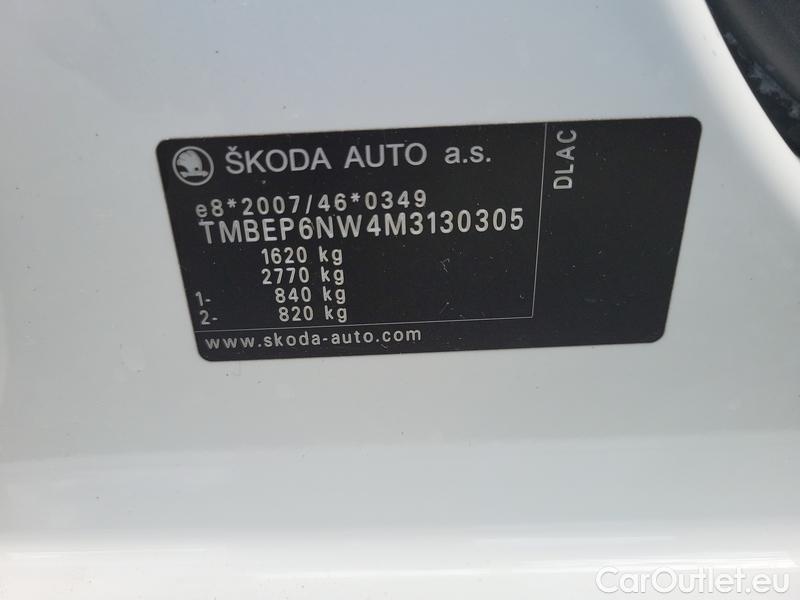 ŠKODA AUTO a.s.
DLAC
e8*2007/46*0349
TMBEP6NW4M3130305
1620 kg
2770 kg
1- 840 kg
2- 820 kg
www.skoda-auto.com
CarOutlet.eu